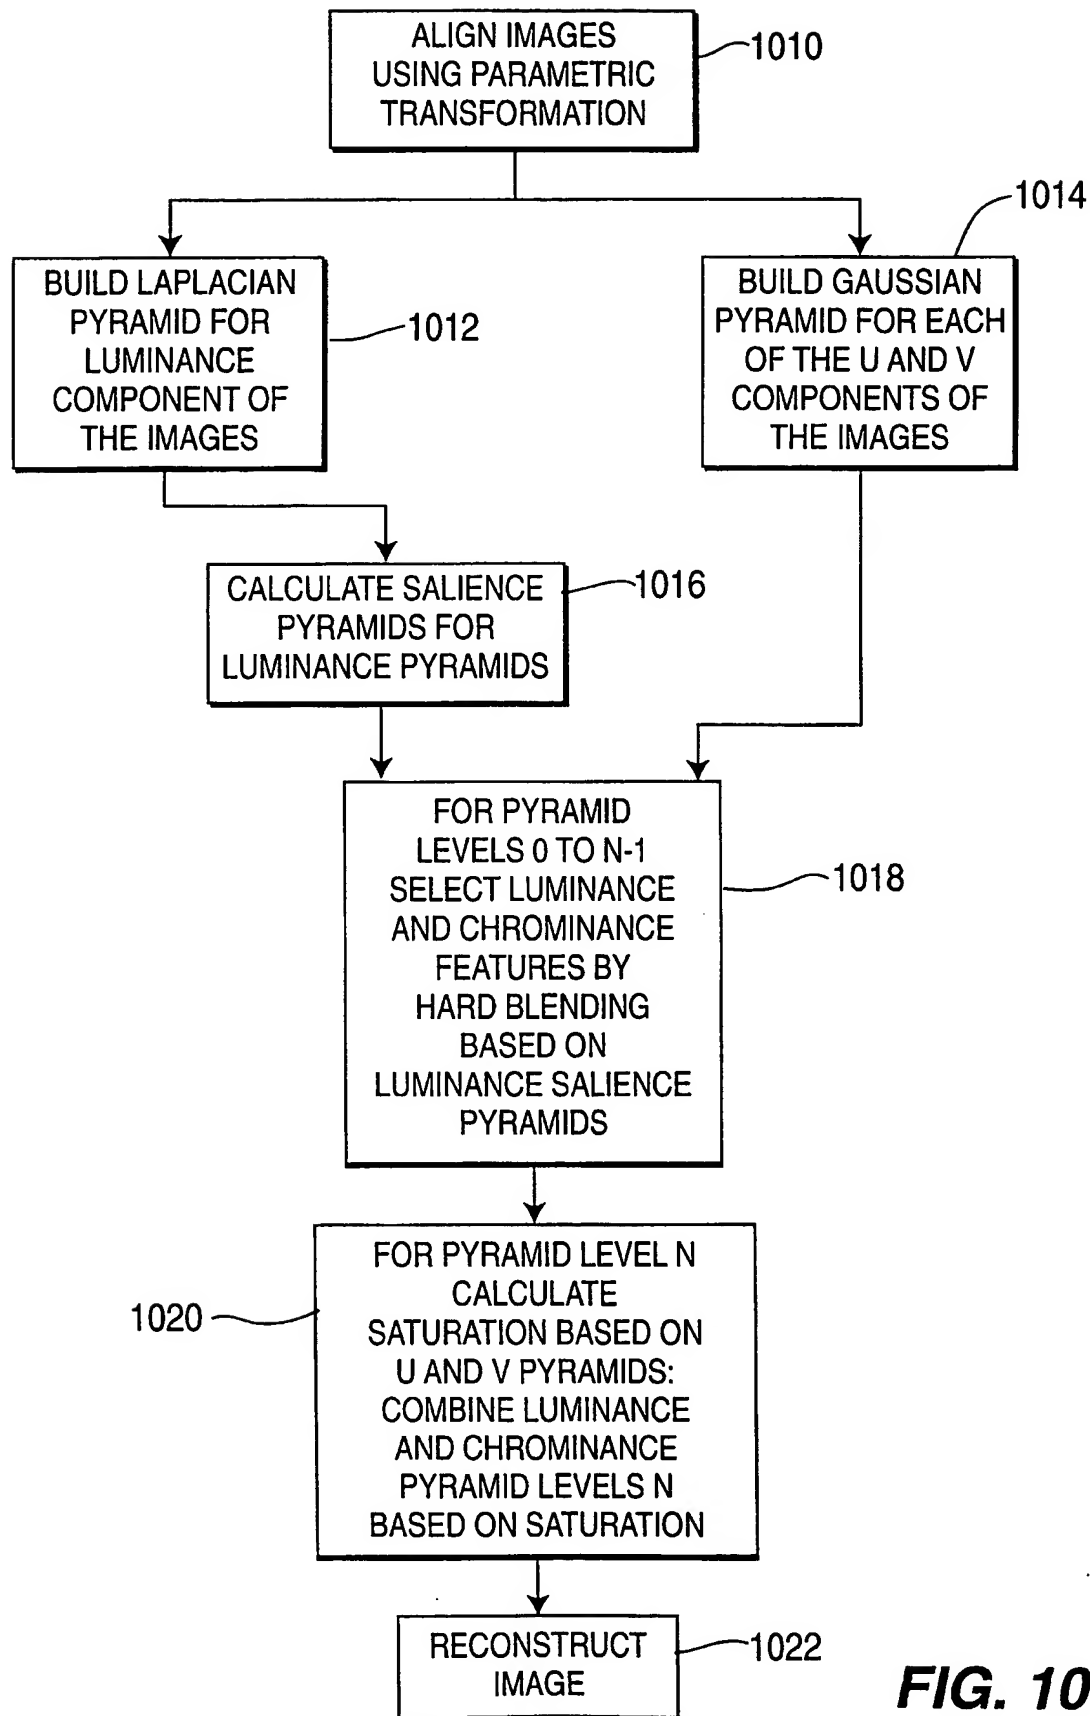 ALIGN IMAGES
USING PARAMETRIC
TRANSFORMATION
1010
1014
BUILD LAPLACIAN
PYRAMID FOR
LUMINANCE
COMPONENT OF
THE IMAGES
1012
BUILD GAUSSIAN
PYRAMID FOR EACH
OF THE U AND V
COMPONENTS OF
THE IMAGES
CALCULATE SALIENCE
PYRAMIDS FOR
LUMINANCE PYRAMIDS
1016
FOR PYRAMID
LEVELS 0 TO N-1
SELECT LUMINANCE
AND CHROMINANCE
FEATURES BY
HARD BLENDING
BASED ON
LUMINANCE SALIENCE
PYRAMIDS
1018
FOR PYRAMID LEVEL N
CALCULATE
SATURATION BASED ON
U AND V PYRAMIDS:
COMBINE LUMINANCE
AND CHROMINANCE
PYRAMID LEVELS N
BASED ON SATURATION
1020
RECONSTRUCT
IMAGE
1022
FIG. 10